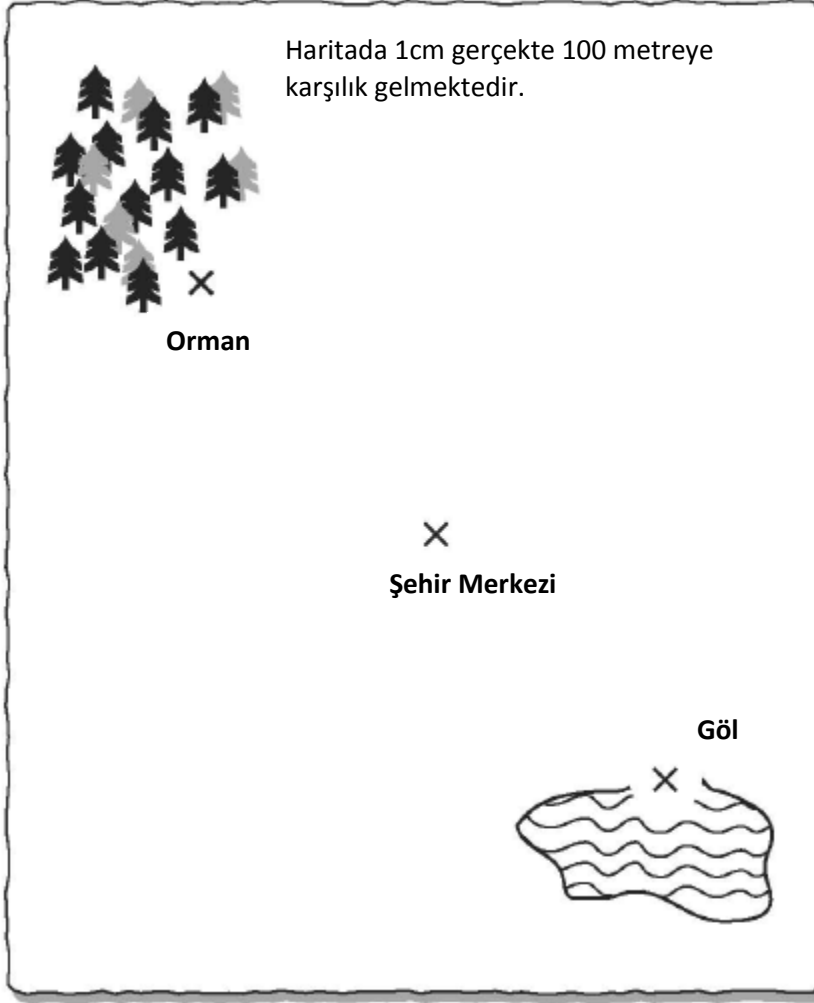 Haritada 1cm gerçekte 100 metreye
karşılık gelmektedir.
Orman
Şehir Merkezi
Göl